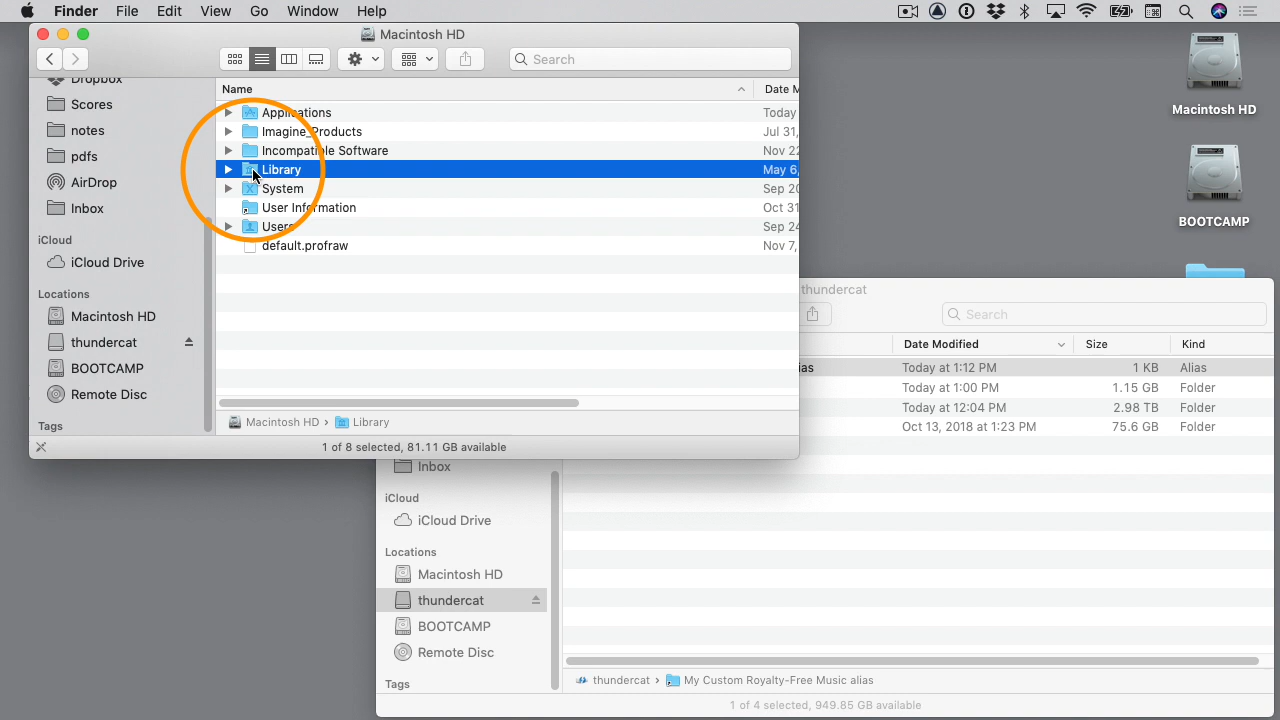 Finder File Edit View Go Window Help
Macintosh HD
Search
Dropbox
Scores
notes
pdfs
AirDrop
Inbox
iCloud
iCloud Drive
Locations
Macintosh HD
thundercat
BOOTCAMP
Remote Disc
Tags
Name Date M
Applications Today
Imagine_Products Jul 31,
Incompatible Software Nov 22
Library May 6,
System Sep 20
User Information Oct 31
Users Sep 24
default.profraw Nov 7,
Macintosh HD › Library
1 of 8 selected, 81.11 GB available
Macintosh HD
BOOTCAMP
thundercat
Search
Date Modified Size Kind
ias Today at 1:12 PM 1 KB Alias
Today at 1:00 PM 1.15 GB Folder
Today at 12:04 PM 2.98 TB Folder
Oct 13, 2018 at 1:23 PM 75.6 GB Folder
Inbox
iCloud
iCloud Drive
Locations
Macintosh HD
thundercat
BOOTCAMP
Remote Disc
Tags
thundercat › My Custom Royalty-Free Music alias
1 of 4 selected, 949.85 GB available